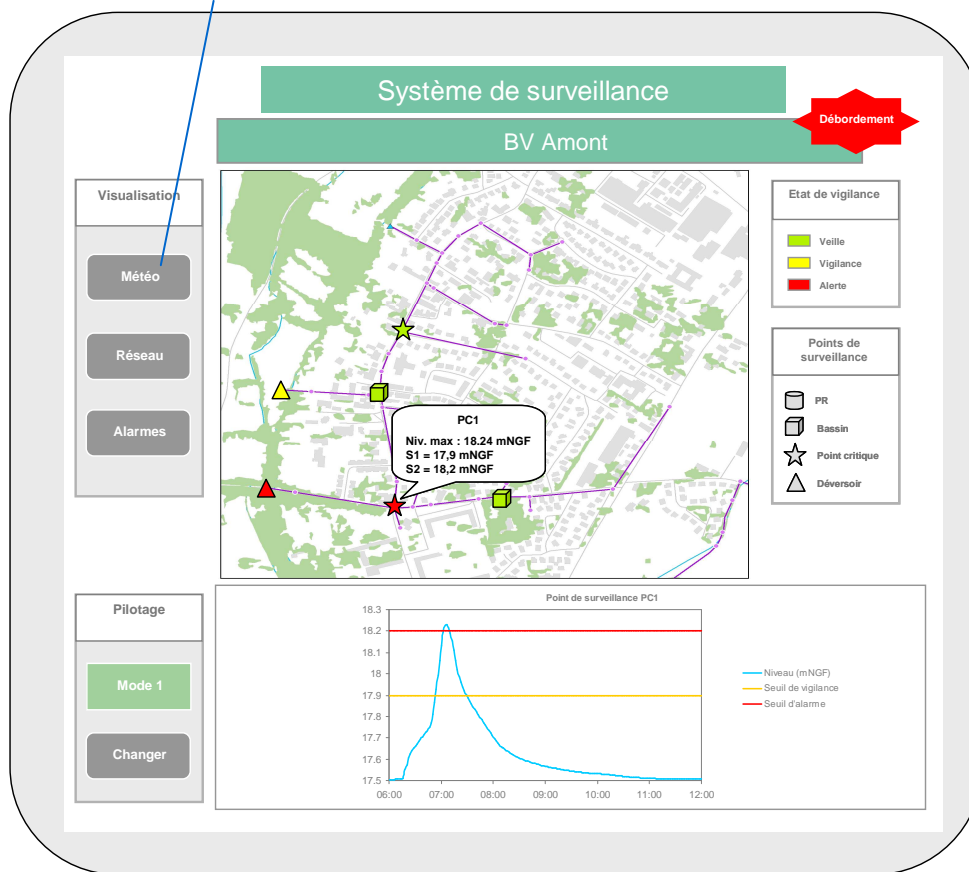 Système de surveillance
Débordement
BV Amont
Visualisation
Météo
Réseau
Alarmes
PC1
Niv. max : 18.24 mNGF
S1 = 17,9 mNGF
S2 = 18,2 mNGF
Etat de vigilance
Veille
Vigilance
Alerte
Points de
surveillance
PR
Bassin
Point critique
Déversoir
Pilotage
Mode 1
Changer
Point de surveillance PC1
18.3
18.2
18.1
18
17.9
17.8
17.7
17.6
17.5
06:00 07:00 08:00 09:00 10:00 11:00 12:00
Niveau (mNGF)
Seuil de vigilance
Seuil d'alarme